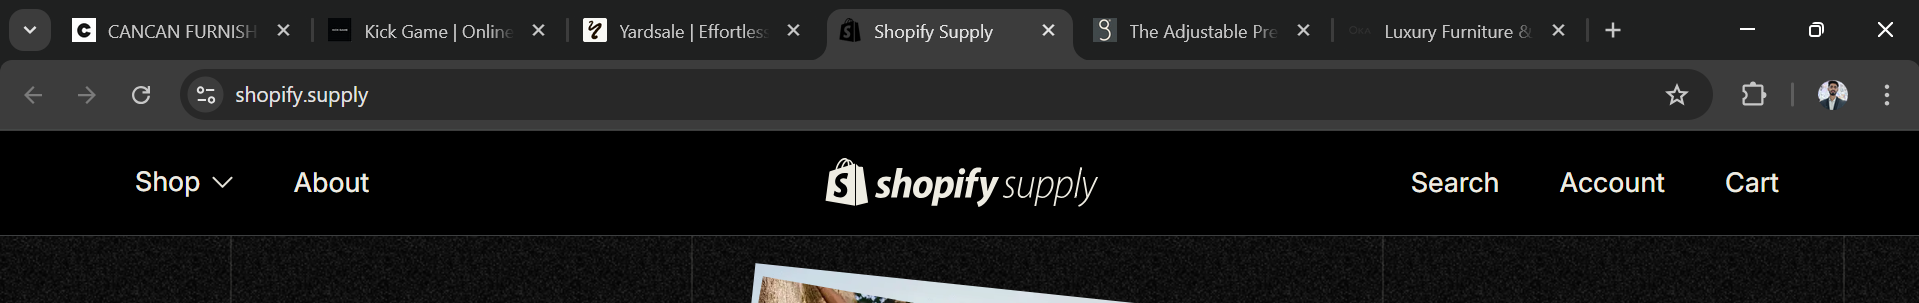 CANCAN FURNISH
Kick Game | Online
Yardsale | Effortless
Shopify Supply
The Adjustable Pre
Luxury Furniture &
shopify.supply
Shop
About
shopify supply
Search
Account
Cart